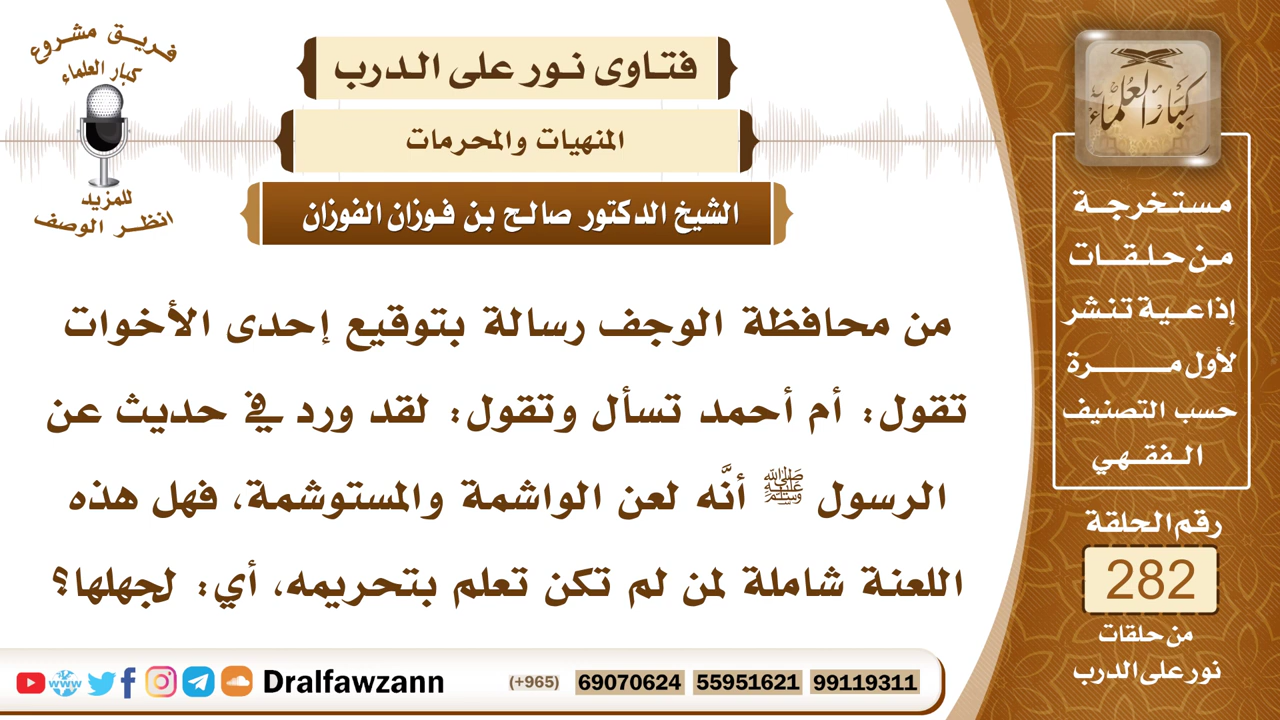 فريق مشروع
كبار العلماء
للمزيد
انظر الوصف
فتاوى نور على الدرب
المنهيات والمحرمات
الشيخ الدكتور صالح بن فوزان الفوزان
من محافظة الوجف رسالة بتوقيع إحدى الأخوات
تقول: أم أحمد تسأل وتقول: لقد ورد في حديث عن
الرسول ﷺ أنَّه لعن الواشمة والمستوشمة، فهل هذه
اللعنة شاملة لمن لم تكن تعلم بتحريمه، أي: لجهلها؟
كبار العلماء
مستخرجة
من حلقات
إذاعية تنشر
لأول مرة
حسب التصنيف
الفقهي
رقم الحلقة
282
من حلقات
نور على الدرب
www Dralfawzann (+965) 69070624 55951621 99119311